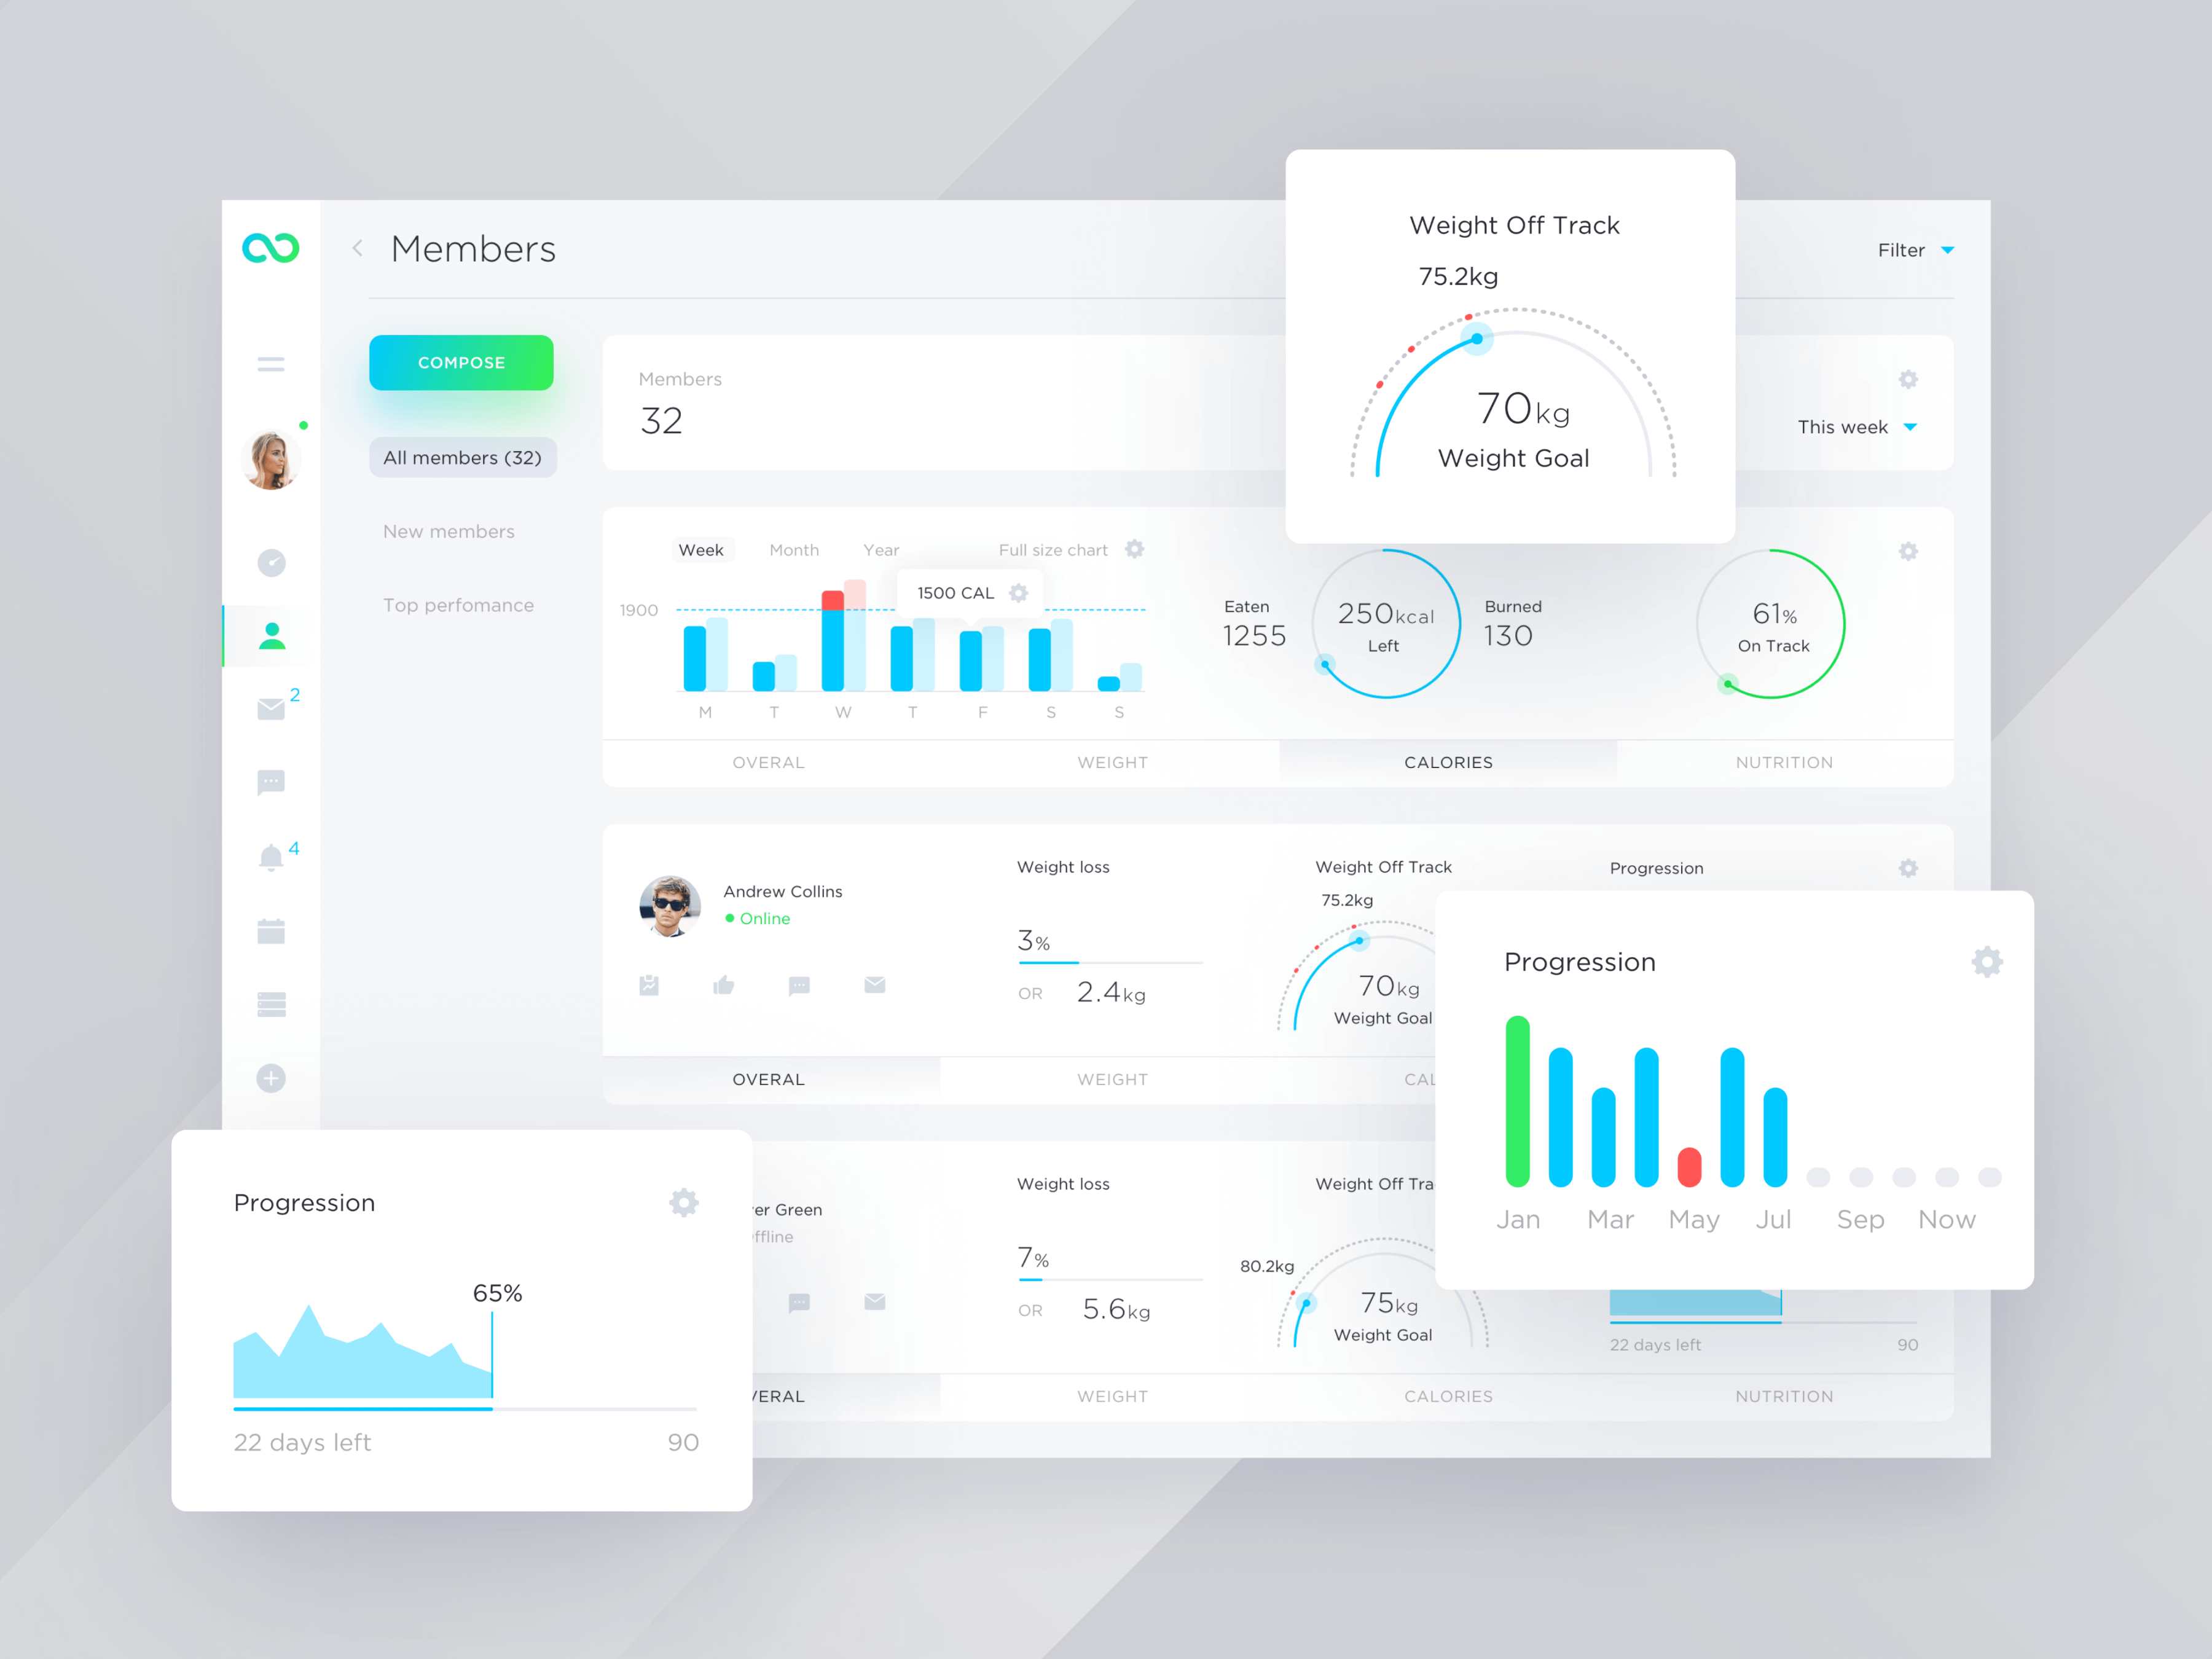 Members
Filter
COMPOSE
All members (32)
New members
Top perfomance
2
4
Members
32
This week
Weight Off Track
75.2kg
70kg
Weight Goal
Week Month Year Full size chart
1500 CAL
1900
M T W T F S S
Eaten
1255
250kcal
Left
Burned
130
61%
On Track
OVERAL WEIGHT CALORIES NUTRITION
Andrew Collins
Online
Weight loss
3%
OR 2.4kg
Weight Off Track
75.2kg
70kg
Weight Goal
Progression
OVERAL WEIGHT
Progression
Jan Mar May Jul Sep Now
Green
Weight loss
7%
OR 5.6kg
Weight Off
80.2kg
75kg
Weight Goal
22 days left 90
WEIGHT CALORIES NUTRITION
Progression
65%
22 days left 90